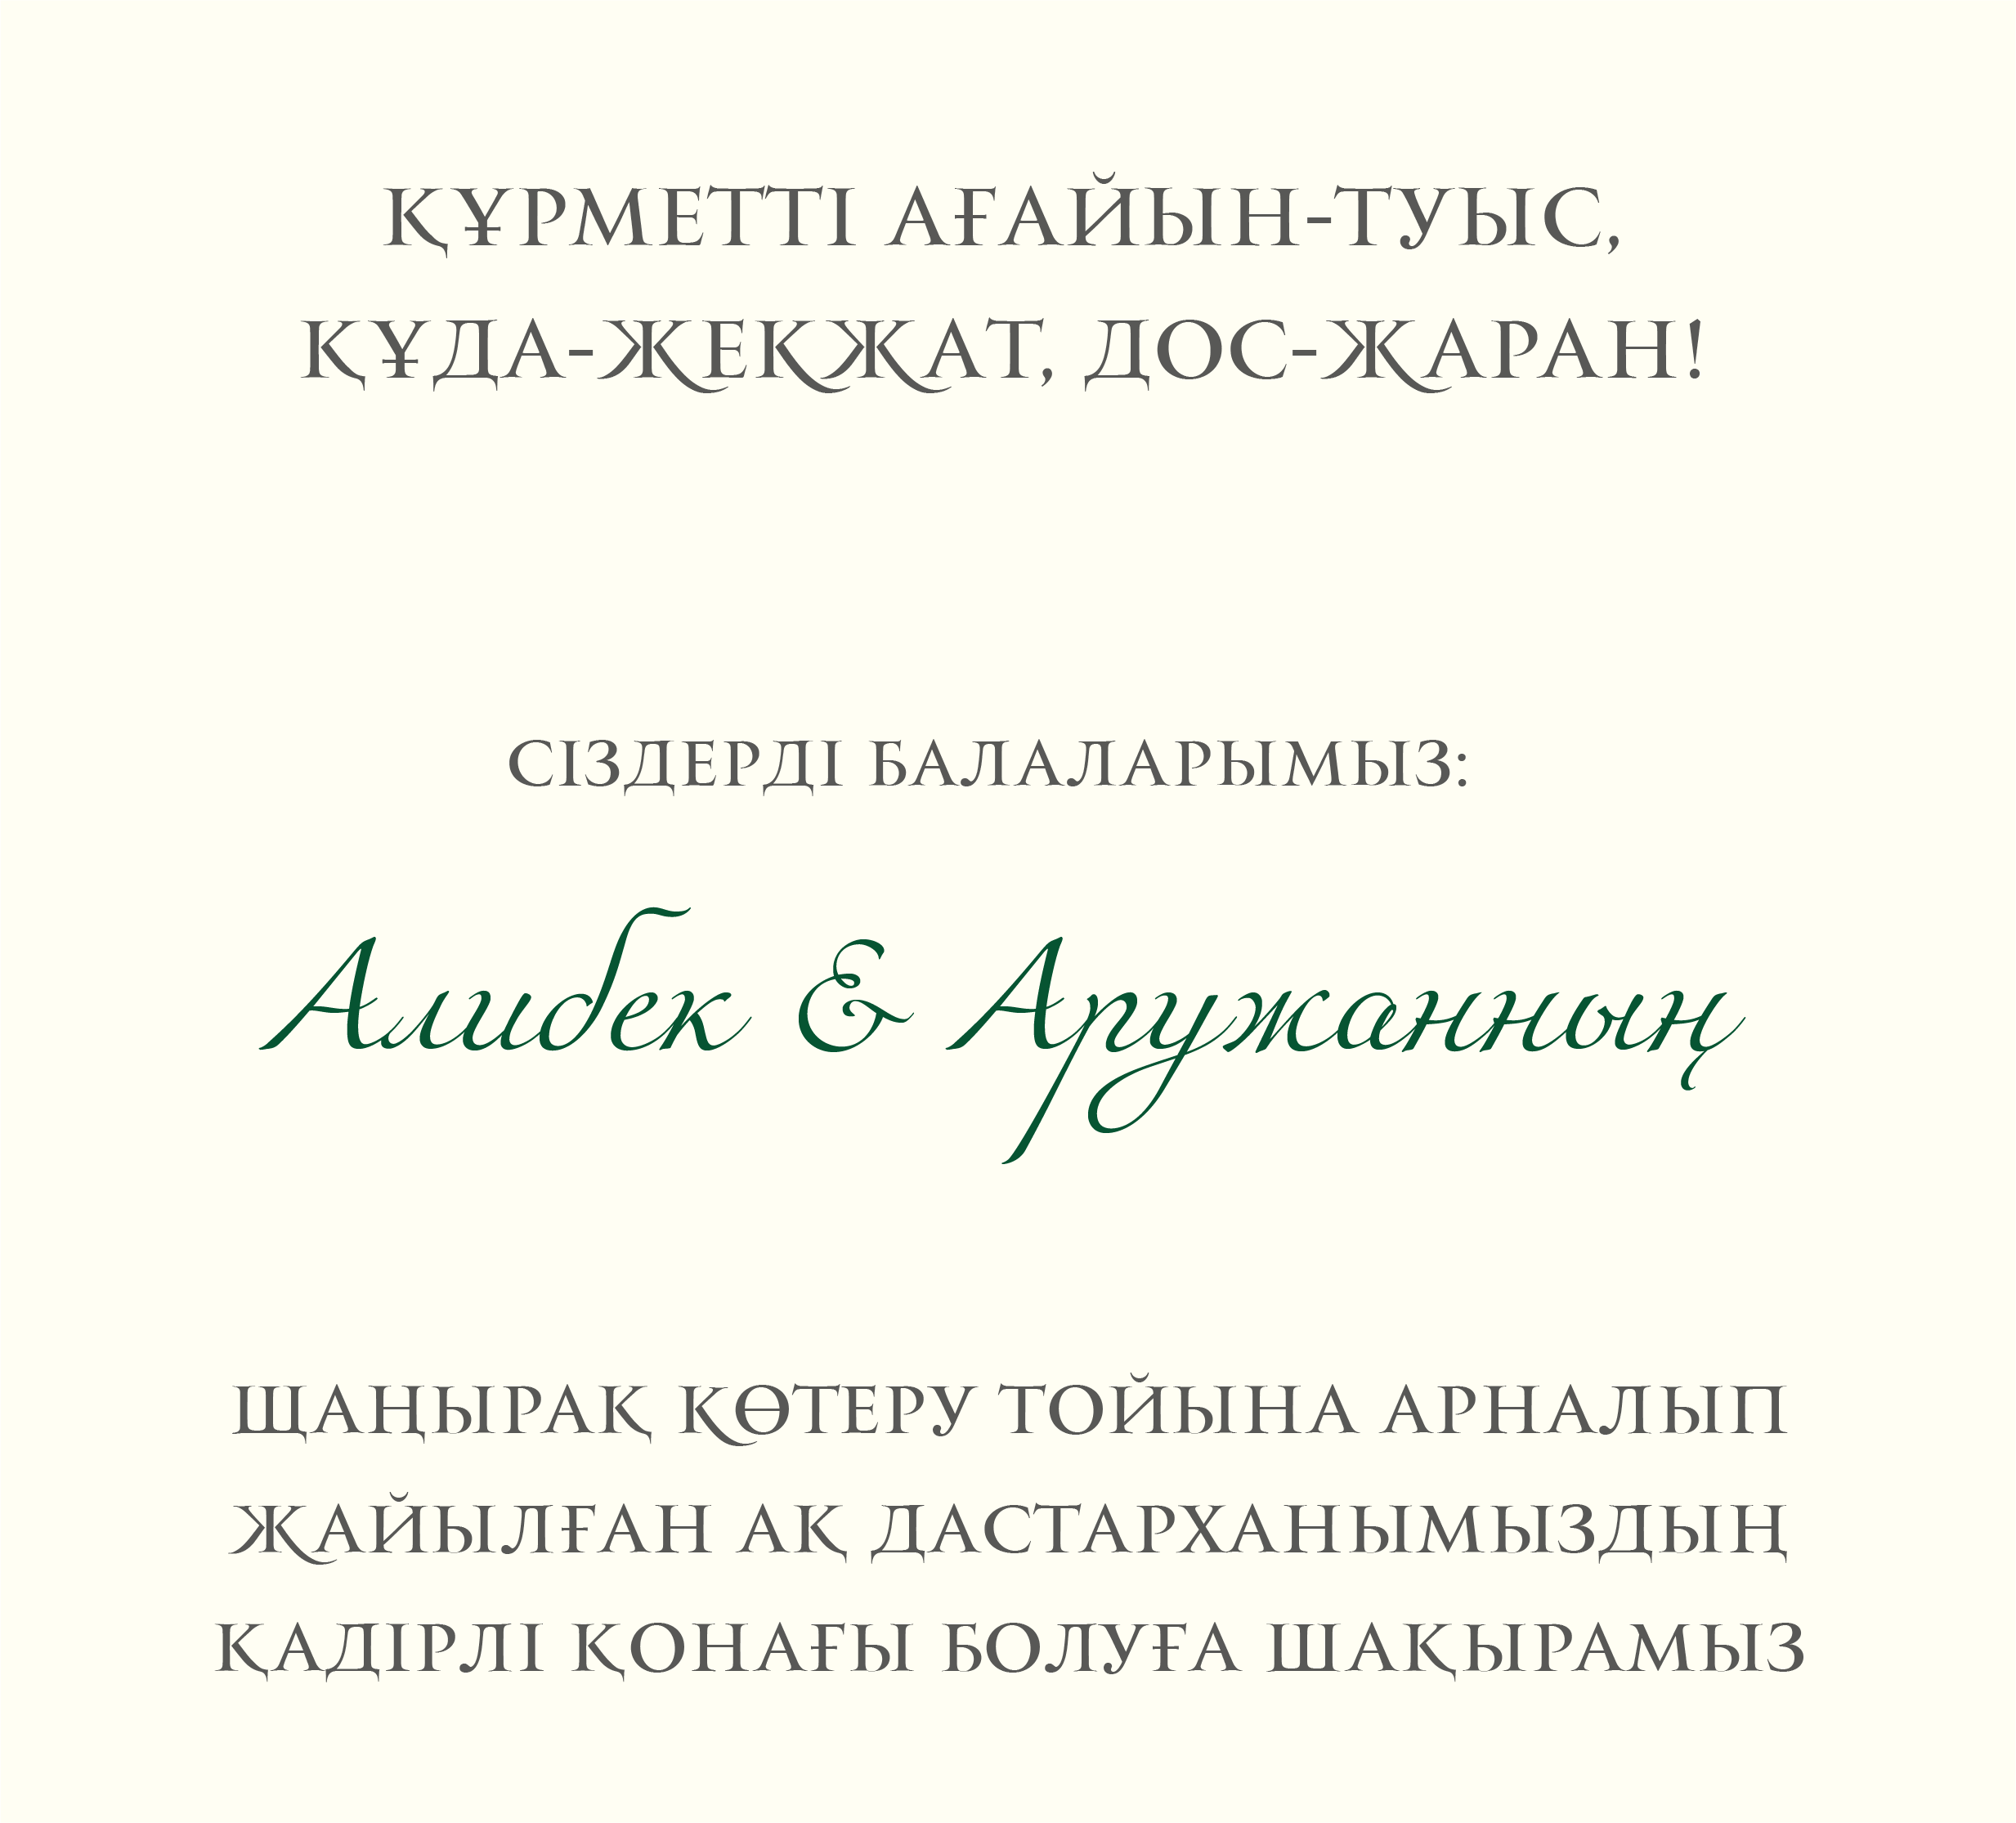 ҚҰРМЕТТІ АҒАЙЫН-ТУЫС,
ҚҰДА-ЖЕКЖАТ, ДОС-ЖАРАН!
СІЗДЕРДІ БАЛАЛАРЫМЫЗ:
Алибек & Аружанның
ШАҢЫРАҚ КӨТЕРУ ТОЙЫНА АРНАЛЫП
ЖАЙЫЛҒАН АҚ ДАСТАРХАНЫМЫЗДЫҢ
ҚАДІРЛІ ҚОНАҒЫ БОЛУҒА ШАҚЫРАМЫЗ